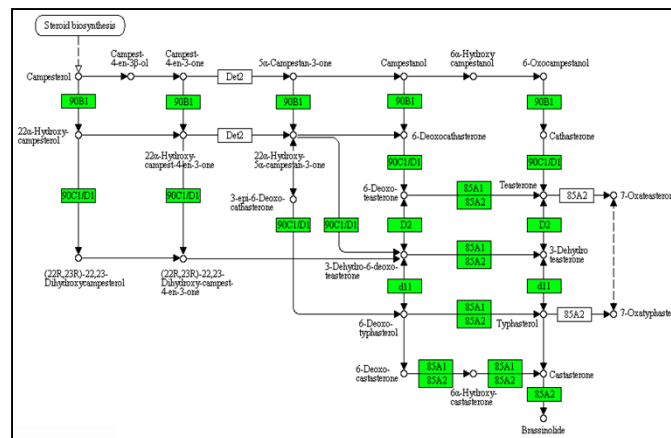 Steroid biosynthesis
Campest-
4-en-3β-ol
Campest-
4-en-3-one
5α-Campestan-3-one
Campestanol
6α-Hydroxy
campestanol
6-Oxocampestanol
Campesterol
Det2
90B1
90B1
90B1
90B1
90B1
22α-Hydroxy-
campesterol
22α-Hydroxy-
campest-4-en-3-one
Det2
22α-Hydroxy-
5α-campestan-3-one
6-Deoxocathasterone
Cathasterone
90C1/D1
90C1/D1
3-epi-6-Deoxo-
cathasterone
90C1/D1
90C1/D1
90C1/D1
90C1/D1
6-Deoxo-
teasterone
85A1
85A2
Teasterone
85A2
7-Oxateasteron
D2
D2
(22R,23R)-22,23-
Dihydroxycampesterol
(22R,23R)-22,23-
Dihydroxy-campest-
4-en-3-one
3-Dehydro-6-deoxo-
teasterone
85A1
85A2
3-Dehydro
teasterone
d11
d11
6-Deoxo-
typhasterol
85A1
85A2
Typhasterol
85A2
7-Oxatyphaste
6-Deoxo-
castasterone
85A1
85A2
6α-Hydroxy-
castasterone
85A1
85A2
Castasterone
85A2
Brassinolide